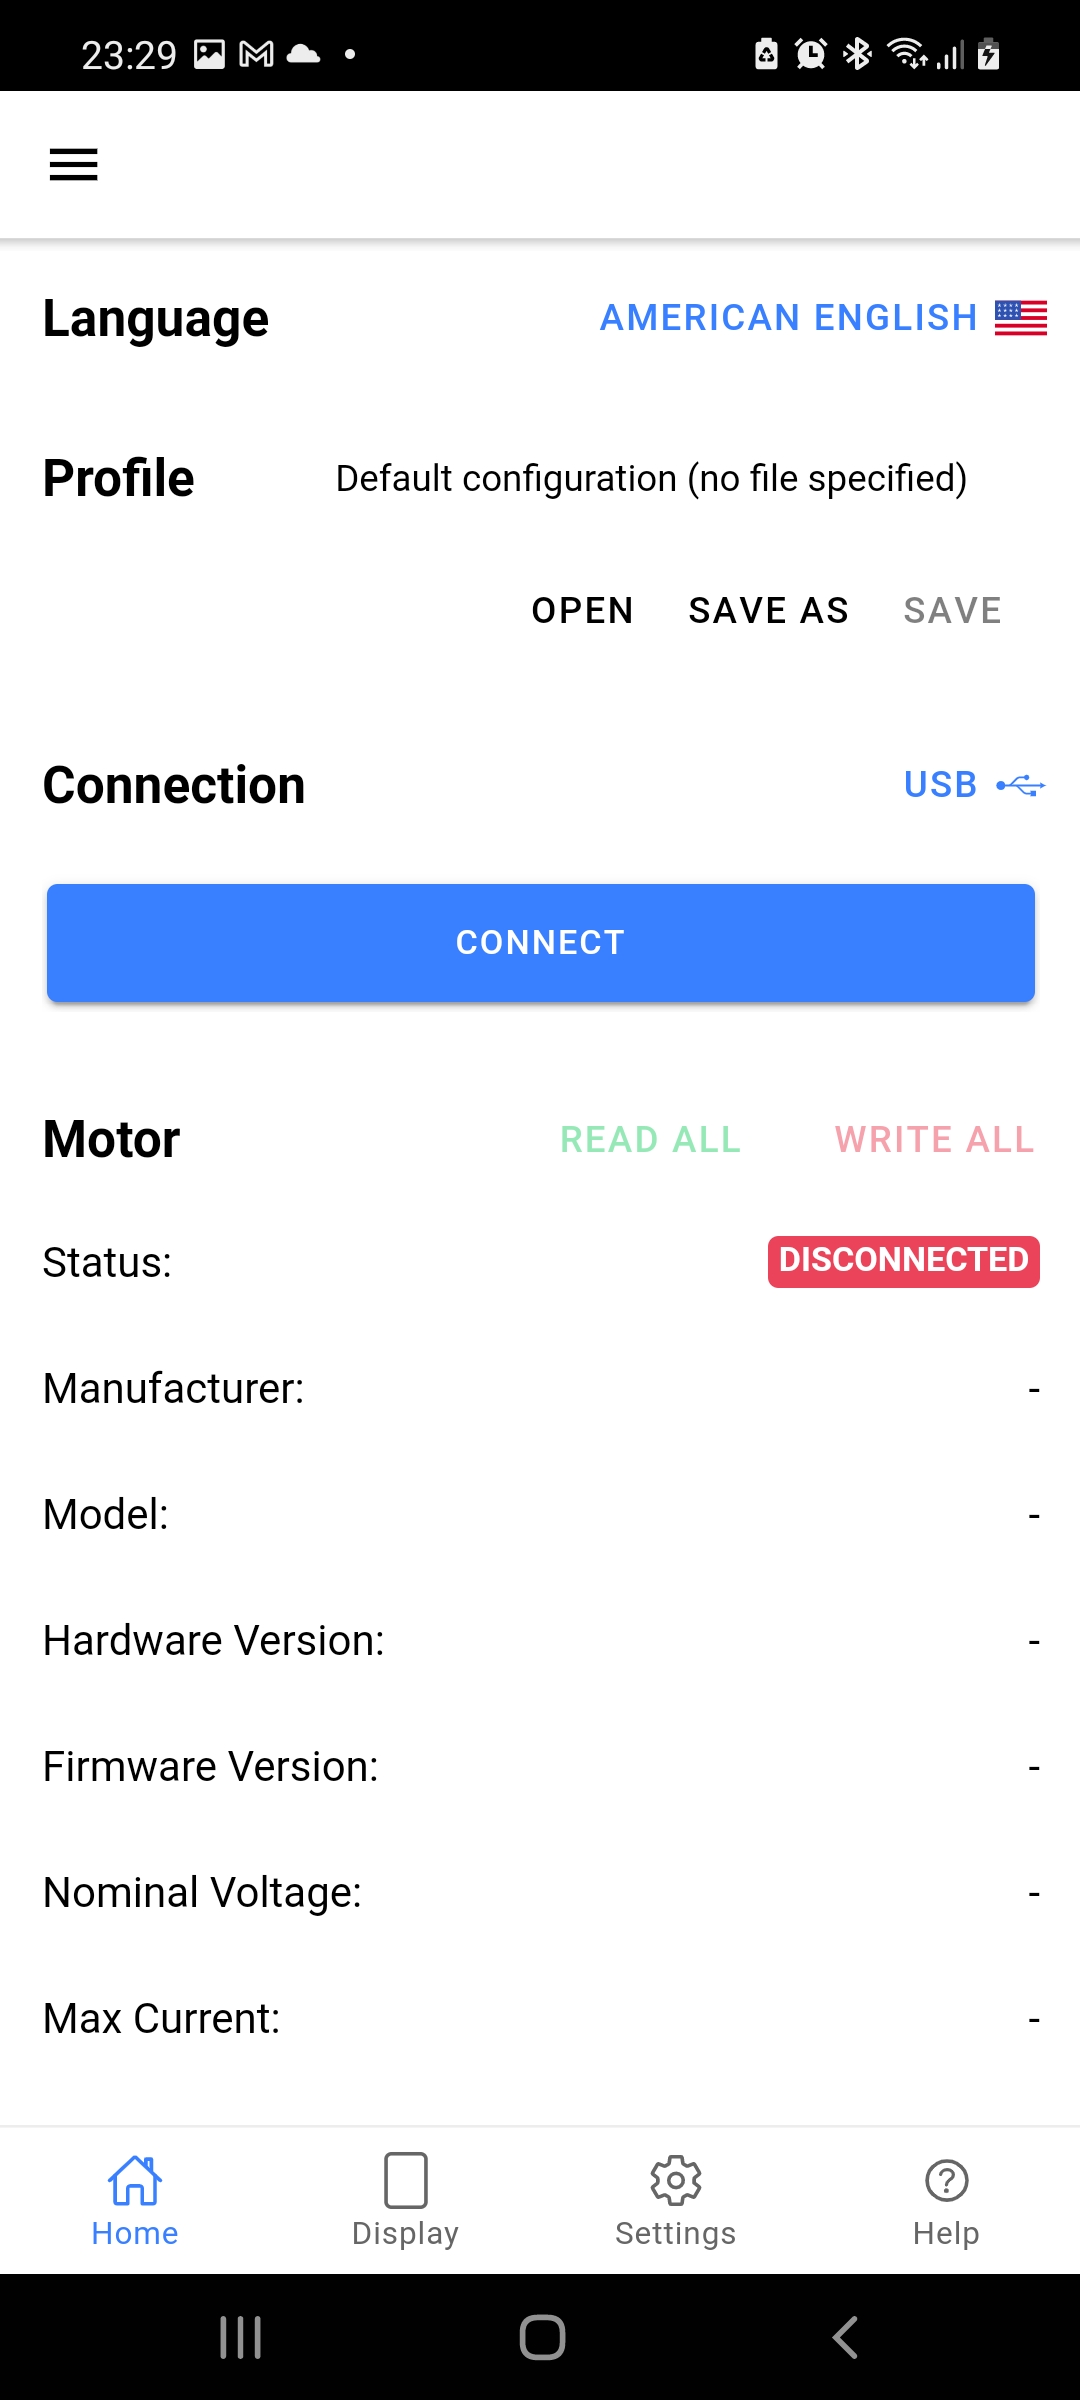 23:29
Language AMERICAN ENGLISH
Profile Default configuration (no file specified)
OPEN SAVE AS SAVE
Connection USB
CONNECT
Motor READ ALL WRITE ALL
Status: DISCONNECTED
Manufacturer: -
Model: -
Hardware Version: -
Firmware Version: -
Nominal Voltage: -
Max Current: -
Home Display Settings Help